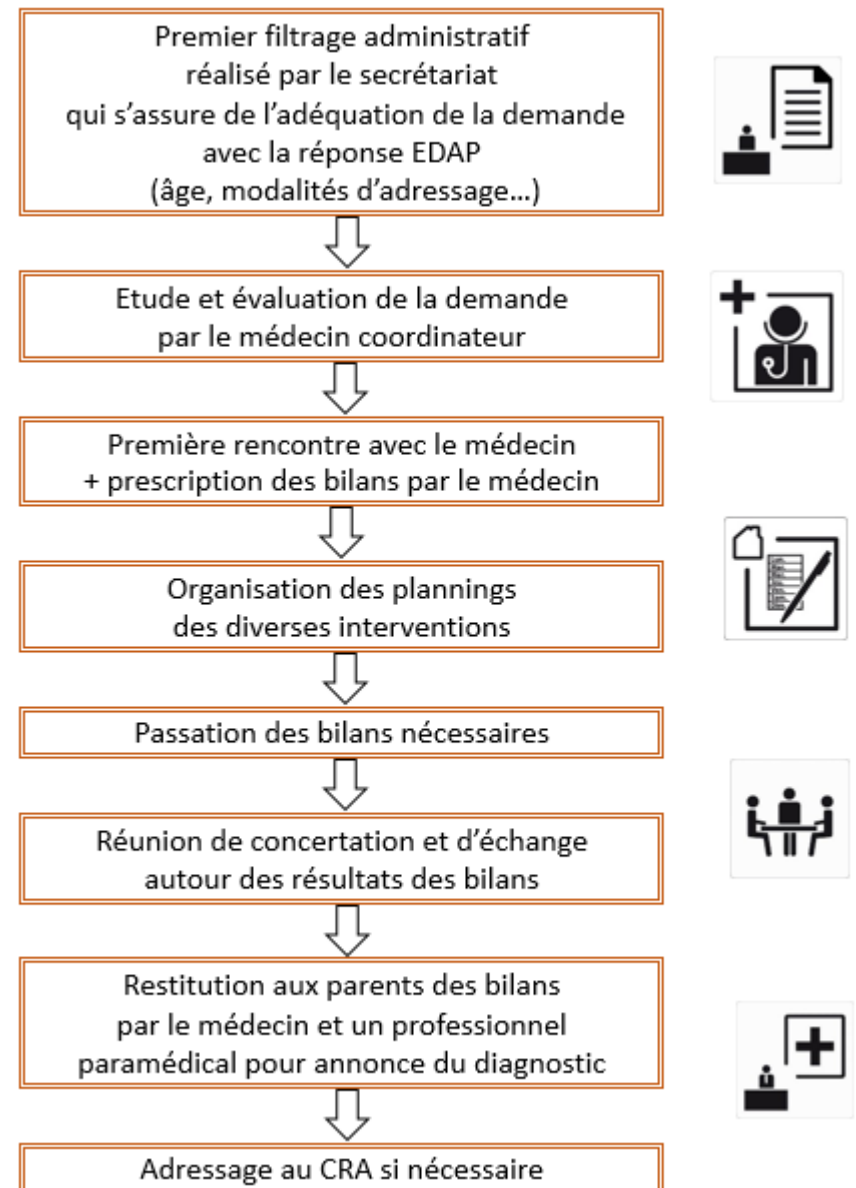 Premier filtrage administratif
réalisé par le secrétariat
qui s’assure de l’adéquation de la demande
avec la réponse EDAP
(âge, modalités d’adressage…)
Etude et évaluation de la demande
par le médecin coordinateur
Première rencontre avec le médecin
+ prescription des bilans par le médecin
Organisation des plannings
des diverses interventions
Passation des bilans nécessaires
Réunion de concertation et d’échange
autour des résultats des bilans
Restitution aux parents des bilans
par le médecin et un professionnel
paramédical pour annonce du diagnostic
Adressage au CRA si nécessaire